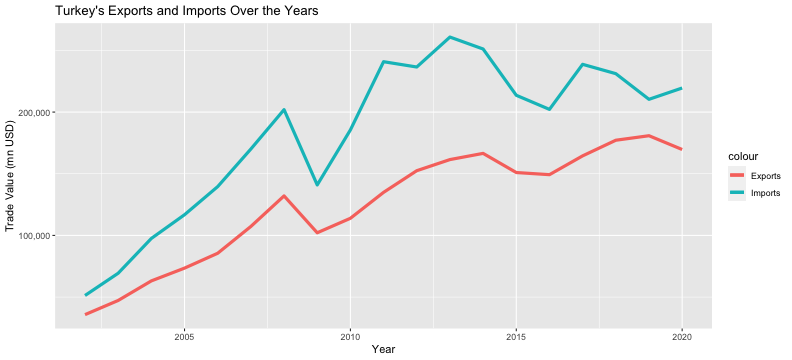 Turkey's Exports and Imports Over the Years
Trade Value (mn USD)
200,000
100,000
2005
2010
2015
2020
Year
colour
Exports
Imports